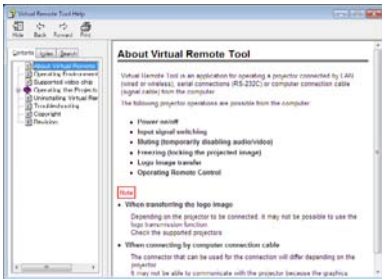 Virtual Remote Tool Help
Hide Back Forward Print
Contents Index Search
About Virtual Remote
Operating Environment
Supported video chip
Operating the Projecto
Uninstalling Virtual Rem
Troubleshooting
Copyright
Revision
About Virtual Remote Tool
Virtual Remote Tool is an application for operating a projector connected by LAN
(wired or wireless), serial connections (RS-232C) or computer connection cable
(signal cable) from the computer.
The following projector operations are possible from the computer.
• Power on/off
• Input signal switching
• Muting (temporarily disabling audio/video)
• Freezing (locking the projected image)
• Logo Image transfer
• Operating Remote Control
Note
• When transferring the logo image
Depending on the projector to be connected, it may not be possible to use the
logo transmission function.
Check the supported projectors
• When connecting by computer connection cable
The connector that can be used for the connection will differ depending on the
projector.
It may not be able to communicate with the projector because the graphics